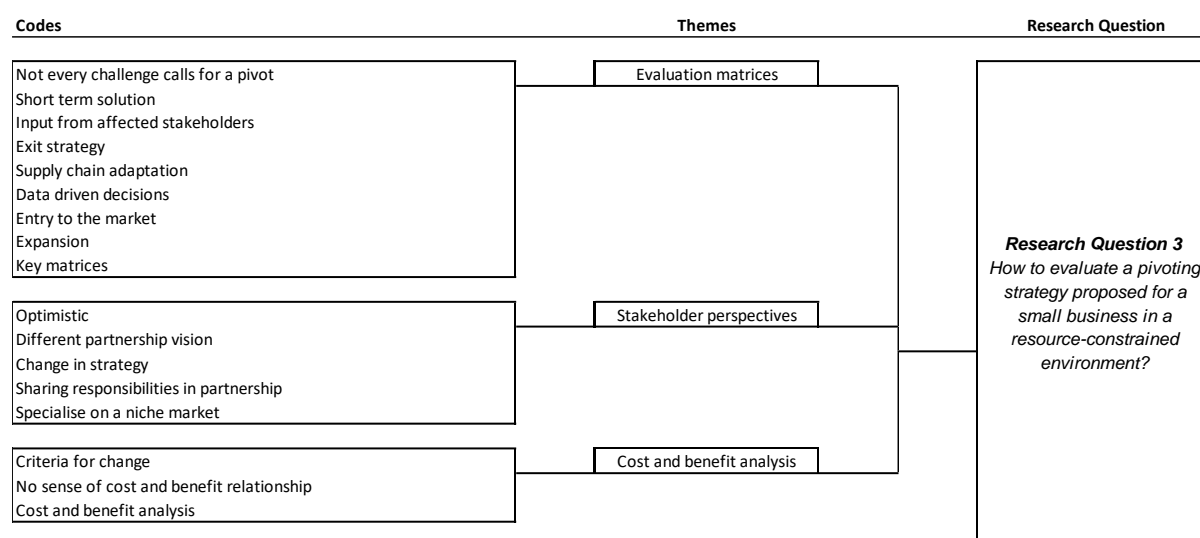 Codes
Themes
Research Question
Not every challenge calls for a pivot
Short term solution
Input from affected stakeholders
Exit strategy
Supply chain adaptation
Data driven decisions
Entry to the market
Expansion
Key matrices
Evaluation matrices
Optimistic
Different partnership vision
Change in strategy
Sharing responsibilities in partnership
Specialise on a niche market
Stakeholder perspectives
Criteria for change
No sense of cost and benefit relationship
Cost and benefit analysis
Cost and benefit analysis
Research Question 3
How to evaluate a pivoting
strategy proposed for a
small business in a
resource-constrained
environment?